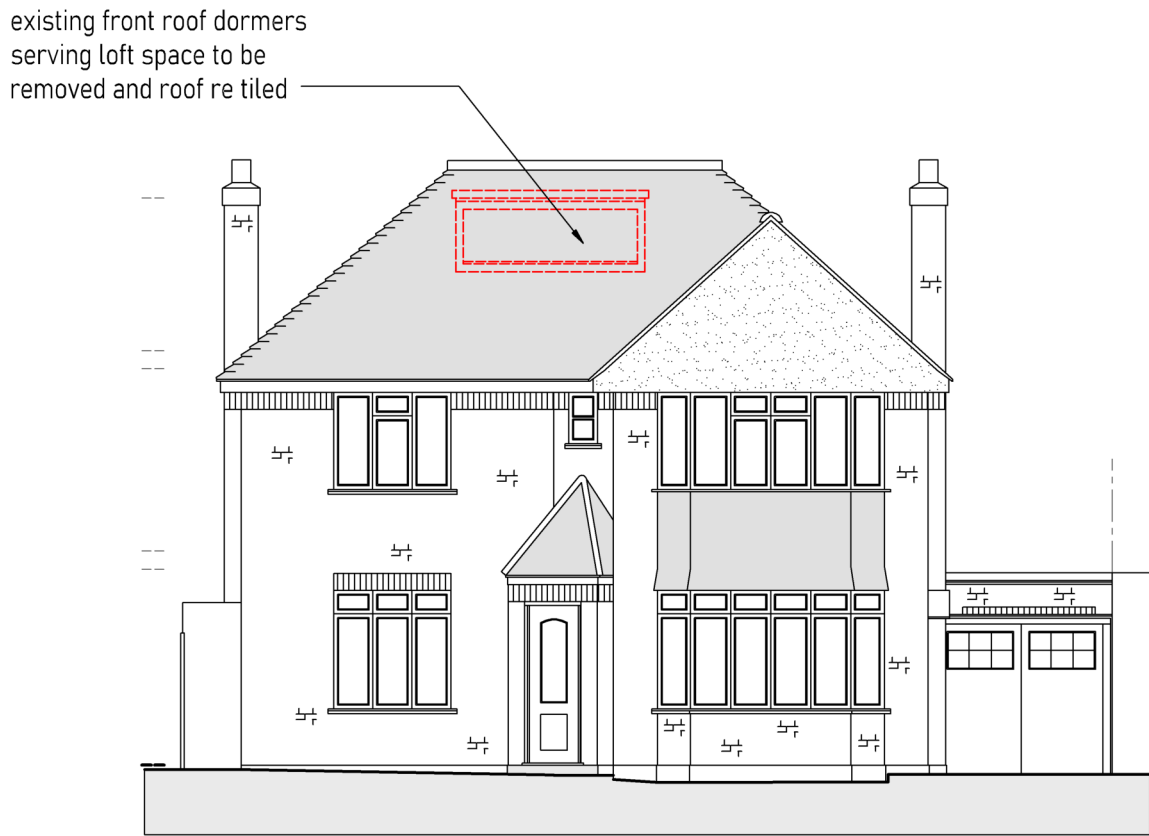 existing front roof dormers
serving loft space to be
removed and roof re tiled